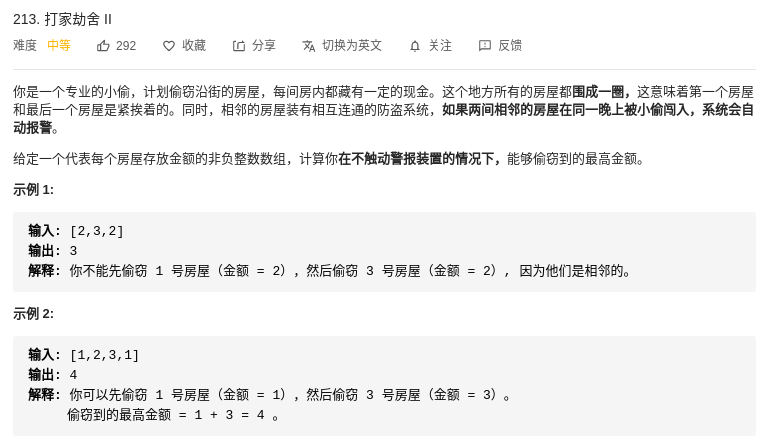 213. 打家劫舍 II
难度 中等 292 收藏 分享 切换为英文 关注 反馈
你是一个专业的小偷，计划偷窃沿街的房屋，每间房内都藏有一定的现金。这个地方所有的房屋都围成一圈，这意味着第一个房屋
和最后一个房屋是紧挨着的。同时，相邻的房屋装有相互连通的防盗系统，如果两间相邻的房屋在同一晚上被小偷闯入，系统会自
动报警。
给定一个代表每个房屋存放金额的非负整数数组，计算你在不触动警报装置的情况下，能够偷窃到的最高金额。
示例 1:
输入: [2,3,2]
输出: 3
解释: 你不能先偷窃 1 号房屋（金额 = 2），然后偷窃 3 号房屋（金额 = 2）, 因为他们是相邻的。
示例 2:
输入: [1,2,3,1]
输出: 4
解释: 你可以先偷窃 1 号房屋（金额 = 1），然后偷窃 3 号房屋（金额 = 3）。
偷窃到的最高金额 = 1 + 3 = 4 。